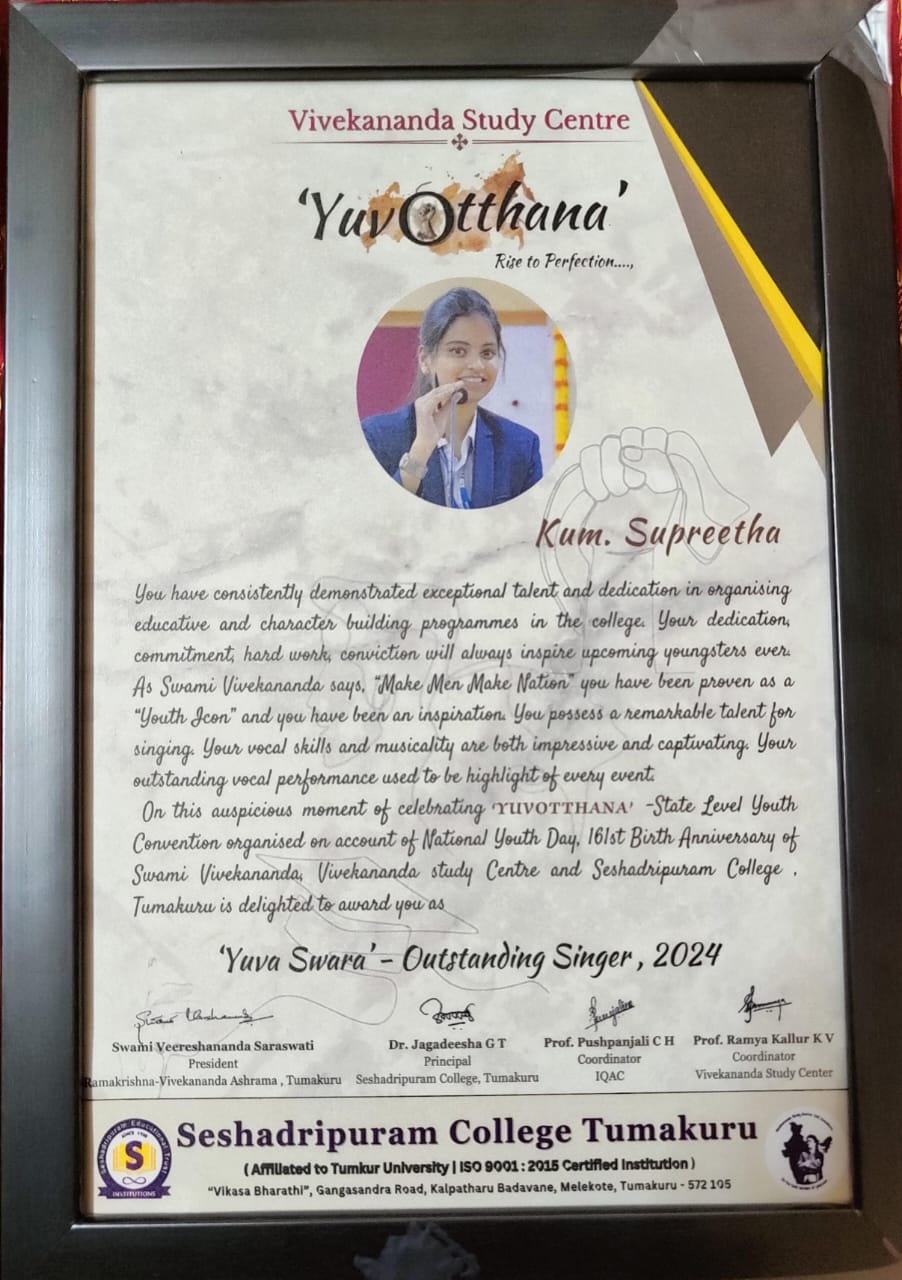 Vivekananda Study Centre
'YuvOtthana'
Rise to Perfection....,
Kum. Supreetha
You have consistently demonstrated exceptional talent and dedication in organising
educative and character building programmes in the college. Your dedication,
commitment, hard work, conviction will always inspire upcoming youngsters ever.
As Swami Vivekananda says, "Make Men Make Nation" you have been proven as a
"Youth Icon" and you have been an inspiration. You possess a remarkable talent for
singing. Your vocal skills and musicality are both impressive and captivating. Your
outstanding vocal performance used to be highlight of every event.
On this auspicious moment of celebrating 'YUVOTTHANA' -State Level Youth
Convention organised on account of National Youth Day, 161st Birth Anniversary of
Swami Vivekananda, Vivekananda study Centre and Seshadripuram College ,
Tumakuru is delighted to award you as
'Yuva Swara' - Outstanding Singer , 2024
Swami Veereshananda Saraswati
President
Ramakrishna-Vivekananda Ashrama , Tumakuru
Dr. Jagadeesha G T
Principal
Seshadripuram College, Tumakuru
Prof. Pushpanjali C H
Coordinator
IQAC
Prof. Ramya Kallur K V
Coordinator
Vivekananda Study Center
Seshadripuram Educational Trust
S
INSTITUTIONS
Seshadripuram College Tumakuru
( Affiliated to Tumkur University | ISO 9001 : 2015 Certified Institution )
"Vikasa Bharathi", Gangasandra Road, Kalpatharu Badavane, Melekote, Tumakuru - 572 105